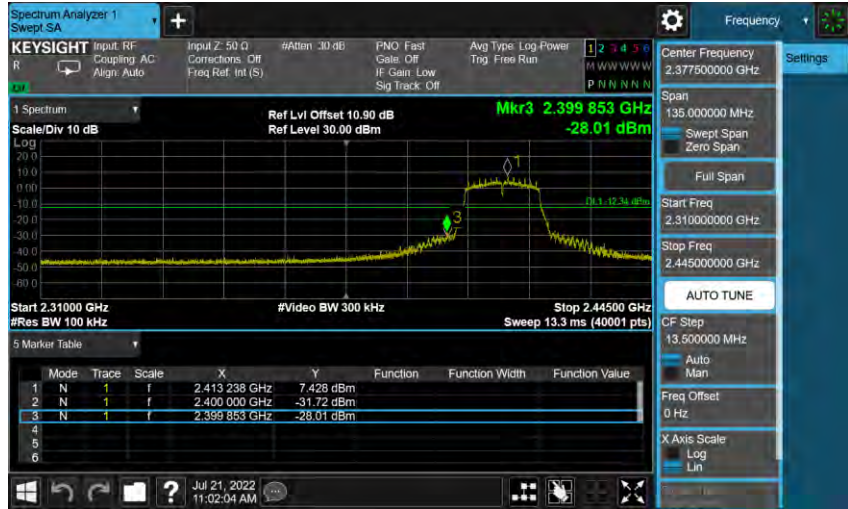 Spectrum Analyzer 1
Swept SA
Frequency
KEYSIGHT
R
Input: RF
Coupling: AC
Align: Auto
Input Z: 50 Ω
Corrections: Off
Freq Ref: Int (S)
#Atten: 30 dB
PNO: Fast
Gate: Off
IF Gain: Low
Sig Track: Off
Avg Type: Log-Power
Trig: Free Run
1 2 3 4 5 6
M W W W W W
P N N N N N
Center Frequency
2.377500000 GHz
Settings
1 Spectrum
Scale/Div 10 dB
Ref Lvl Offset 10.90 dB
Ref Level 30.00 dBm
Mkr3 2.399 853 GHz
-28.01 dBm
Span
135.000000 MHz
Swept Span
Zero Span
Log
20.0
10.0
0.00
-10.0
-20.0
-30.0
-40.0
-50.0
-60.0
1
3
DL1 -12.34 dBm
Full Span
Start Freq
2.310000000 GHz
Stop Freq
2.445000000 GHz
AUTO TUNE
Start 2.31000 GHz
#Res BW 100 kHz
#Video BW 300 kHz
Stop 2.44500 GHz
Sweep 13.3 ms (40001 pts)
CF Step
13.500000 MHz
Auto
Man
5 Marker Table
Mode Trace Scale X Y Function Function Width Function Value
1 N 1 f 2.413 238 GHz 7.428 dBm
2 N 1 f 2.400 000 GHz -31.72 dBm
3 N 1 f 2.399 853 GHz -28.01 dBm
4
5
6
Freq Offset
0 Hz
X Axis Scale
Log
Lin
?
Jul 21, 2022
11:02:04 AM